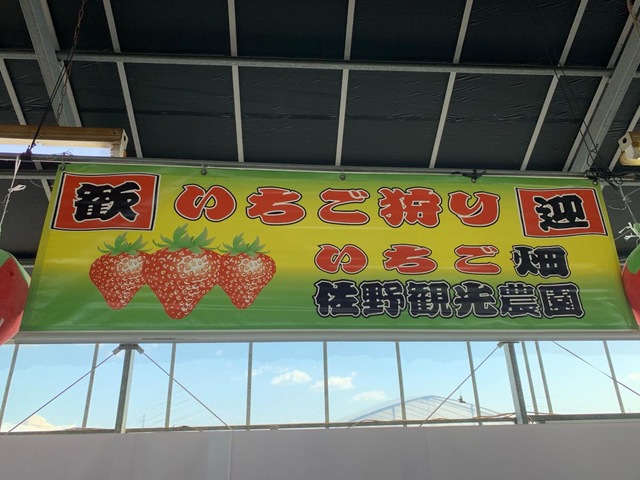 歓 いちご狩り 迎
いちご畑
佐野観光農園